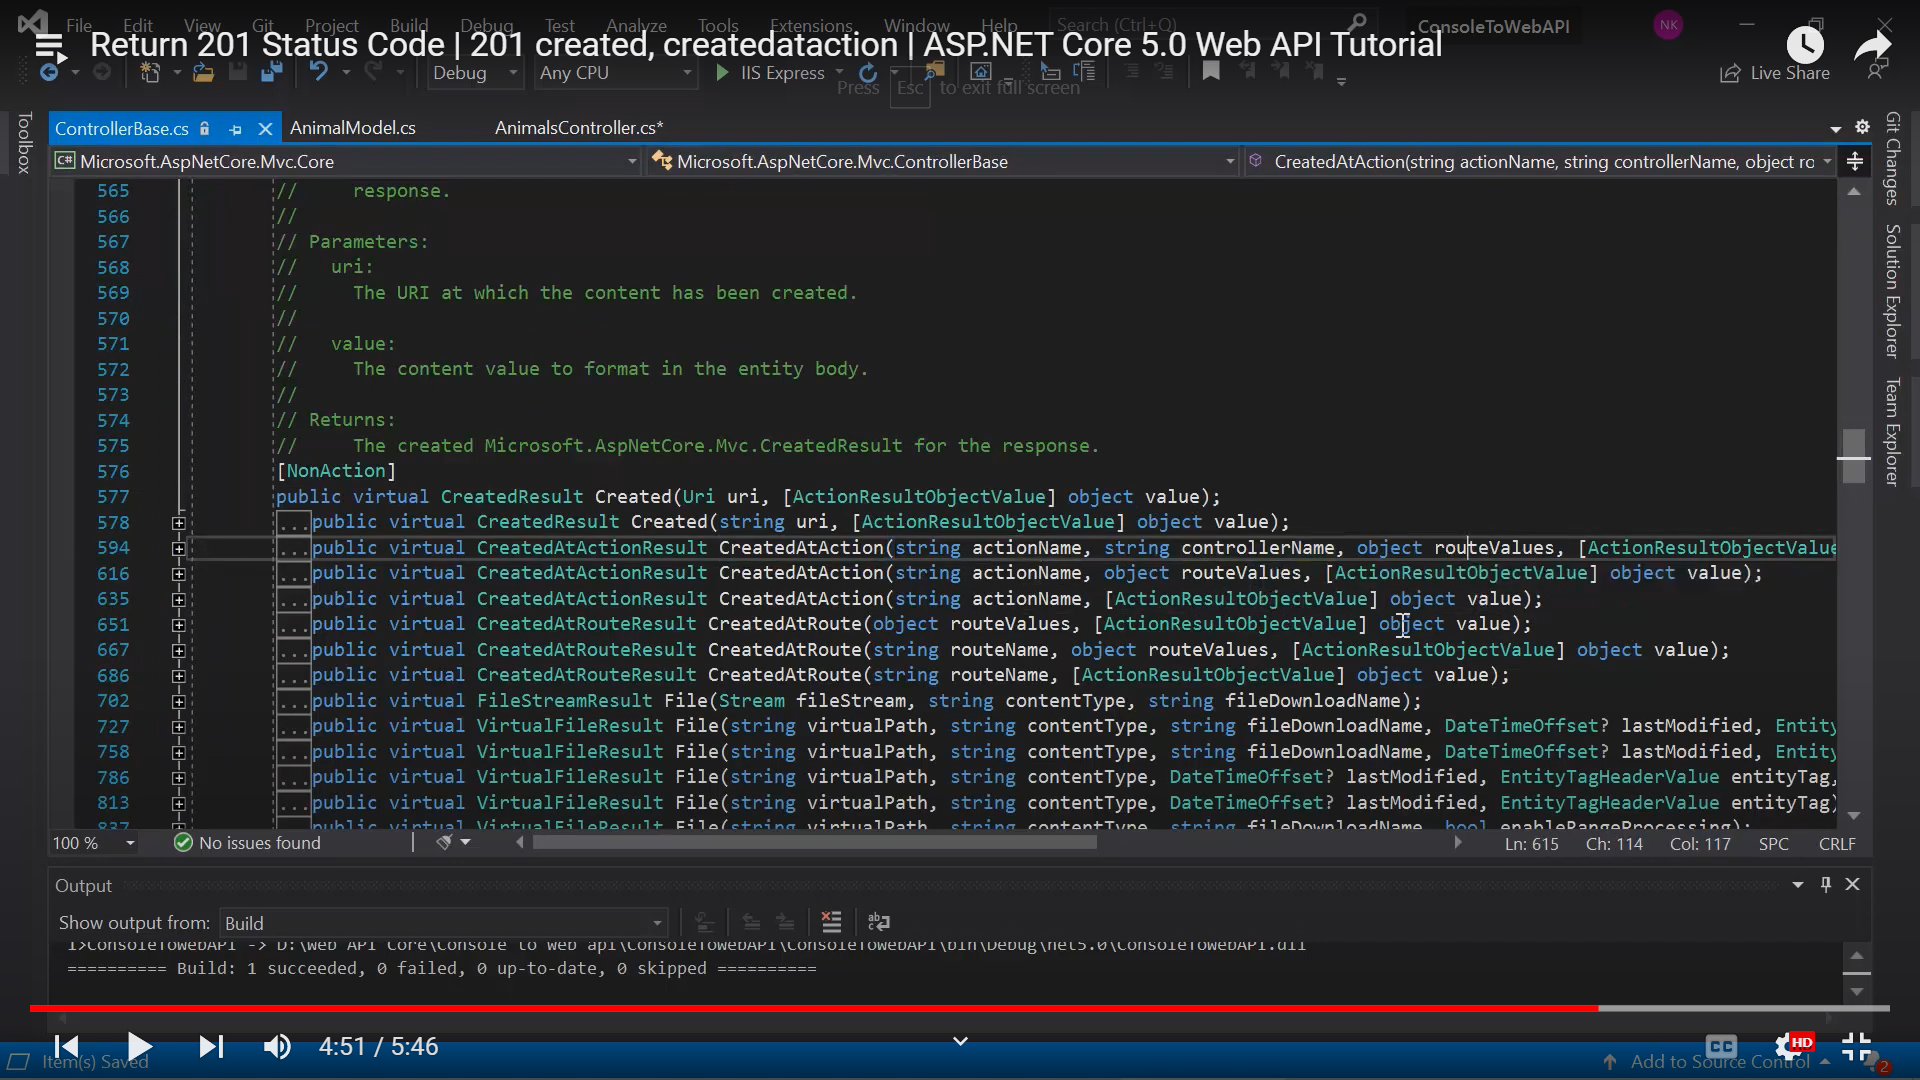 File Edit View Git Project Build Debug Test Analyze Tools Extensions Window Help Search (Ctrl+Q) ConsoleToWebAPI NK
Return 201 Status Code | 201 created, createdataction | ASP.NET Core 5.0 Web API Tutorial
Debug Any CPU IIS Express Live Share
Press Esc to exit full screen
Toolbox
ControllerBase.cs AnimalModel.cs AnimalsController.cs*
Git Changes
Solution Explorer
Team Explorer
C# Microsoft.AspNetCore.Mvc.Core Microsoft.AspNetCore.Mvc.ControllerBase CreatedAtAction(string actionName, string controllerName, object ro
565 // response.
566 //
567 // Parameters:
568 // uri:
569 // The URI at which the content has been created.
570 //
571 // value:
572 // The content value to format in the entity body.
573 //
574 // Returns:
575 // The created Microsoft.AspNetCore.Mvc.CreatedResult for the response.
576 [NonAction]
577 public virtual CreatedResult Created(Uri uri, [ActionResultObjectValue] object value);
578 ...public virtual CreatedResult Created(string uri, [ActionResultObjectValue] object value);
594 ...public virtual CreatedAtActionResult CreatedAtAction(string actionName, string controllerName, object routeValues, [ActionResultObjectValue
616 ...public virtual CreatedAtActionResult CreatedAtAction(string actionName, object routeValues, [ActionResultObjectValue] object value);
635 ...public virtual CreatedAtActionResult CreatedAtAction(string actionName, [ActionResultObjectValue] object value);
651 ...public virtual CreatedAtRouteResult CreatedAtRoute(object routeValues, [ActionResultObjectValue] object value);
667 ...public virtual CreatedAtRouteResult CreatedAtRoute(string routeName, object routeValues, [ActionResultObjectValue] object value);
686 ...public virtual CreatedAtRouteResult CreatedAtRoute(string routeName, [ActionResultObjectValue] object value);
702 ...public virtual FileStreamResult File(Stream fileStream, string contentType, string fileDownloadName);
727 ...public virtual VirtualFileResult File(string virtualPath, string contentType, string fileDownloadName, DateTimeOffset? lastModified, Entity
758 ...public virtual VirtualFileResult File(string virtualPath, string contentType, string fileDownloadName, DateTimeOffset? lastModified, Entity
786 ...public virtual VirtualFileResult File(string virtualPath, string contentType, DateTimeOffset? lastModified, EntityTagHeaderValue entityTag,
813 ...public virtual VirtualFileResult File(string virtualPath, string contentType, DateTimeOffset? lastModified, EntityTagHeaderValue entityTag)
837 ...public virtual VirtualFileResult File(string virtualPath, string contentType, string fileDownloadName, bool enableRangeProcessing);
100 % No issues found Ln: 615 Ch: 114 Col: 117 SPC CRLF
Output
Show output from: Build
1>ConsoleToWebAPI -> D:\Web API Core\Console to web api\ConsoleToWebAPI\ConsoleToWebAPI\bin\Debug\net5.0\ConsoleToWebAPI.dll
========== Build: 1 succeeded, 0 failed, 0 up-to-date, 0 skipped ==========
4:51 / 5:46 CC HD
Item(s) Saved Add to Source Control 2